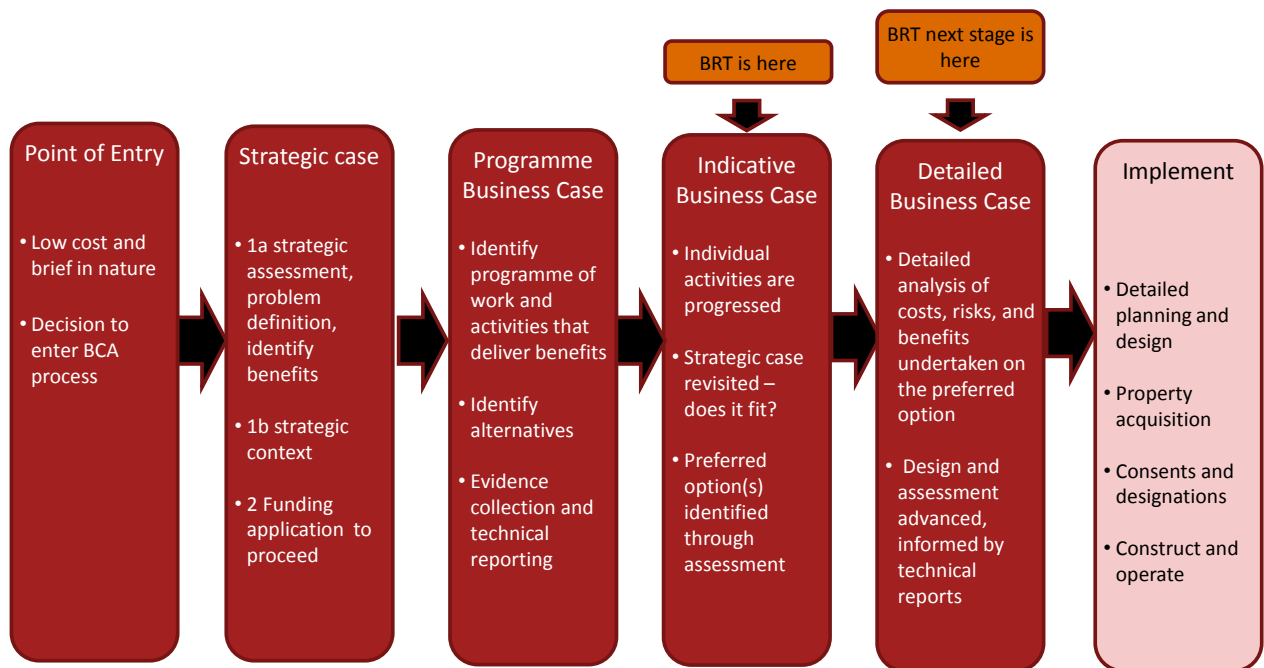 BRT is here
BRT next stage is
here
Point of Entry
• Low cost and
brief in nature
• Decision to
enter BCA
process
Strategic case
• 1a strategic
assessment,
problem
definition,
identify
benefits
• 1b strategic
context
• 2 Funding
application to
proceed
Programme
Business Case
• Identify
programme of
work and
activities that
deliver benefits
• Identify
alternatives
• Evidence
collection and
technical
reporting
Indicative
Business Case
• Individual
activities are
progressed
• Strategic case
revisited –
does it fit?
• Preferred
option(s)
identified
through
assessment
Detailed
Business Case
• Detailed
analysis of
costs, risks, and
benefits
undertaken on
the preferred
option
• Design and
assessment
advanced,
informed by
technical
reports
Implement
• Detailed
planning and
design
• Property
acquisition
• Consents and
designations
• Construct and
operate